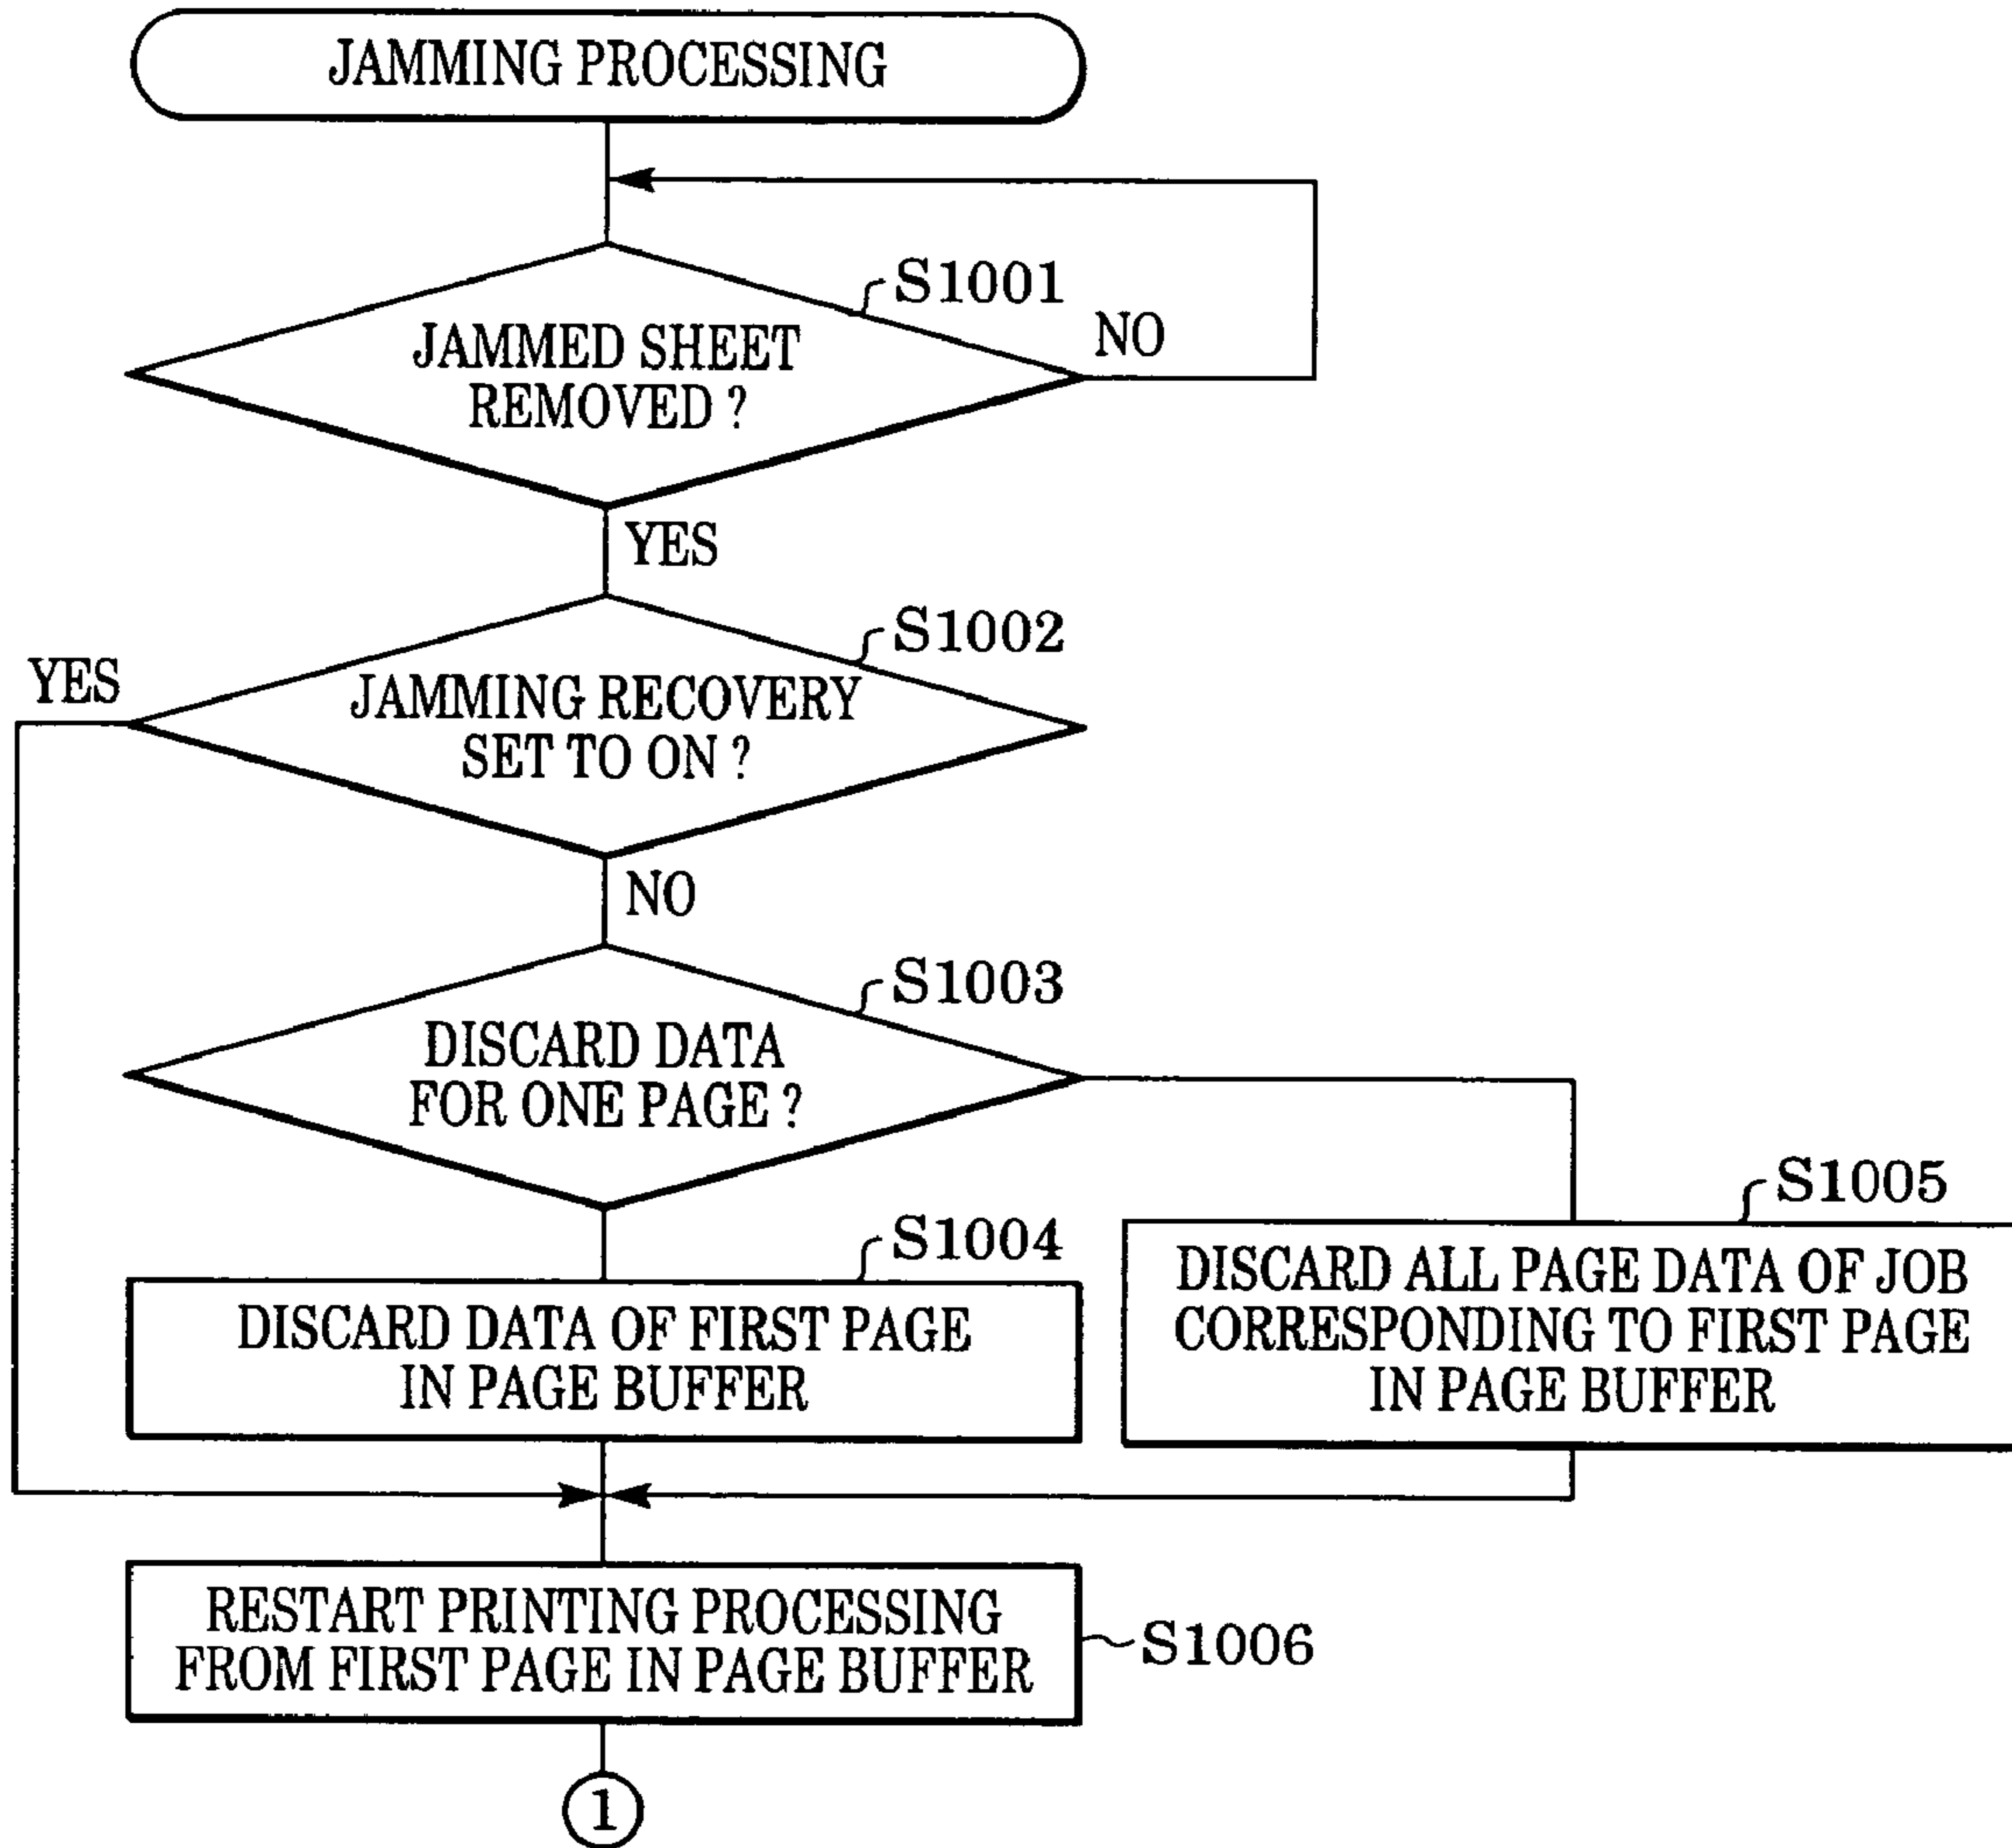 JAMMING PROCESSING
S1001
JAMMED SHEET
REMOVED ?
NO
YES
S1002
YES
JAMMING RECOVERY
SET TO ON ?
NO
S1003
DISCARD DATA
FOR ONE PAGE ?
S1004
DISCARD DATA OF FIRST PAGE
IN PAGE BUFFER
S1005
DISCARD ALL PAGE DATA OF JOB
CORRESPONDING TO FIRST PAGE
IN PAGE BUFFER
RESTART PRINTING PROCESSING
FROM FIRST PAGE IN PAGE BUFFER
S1006
1